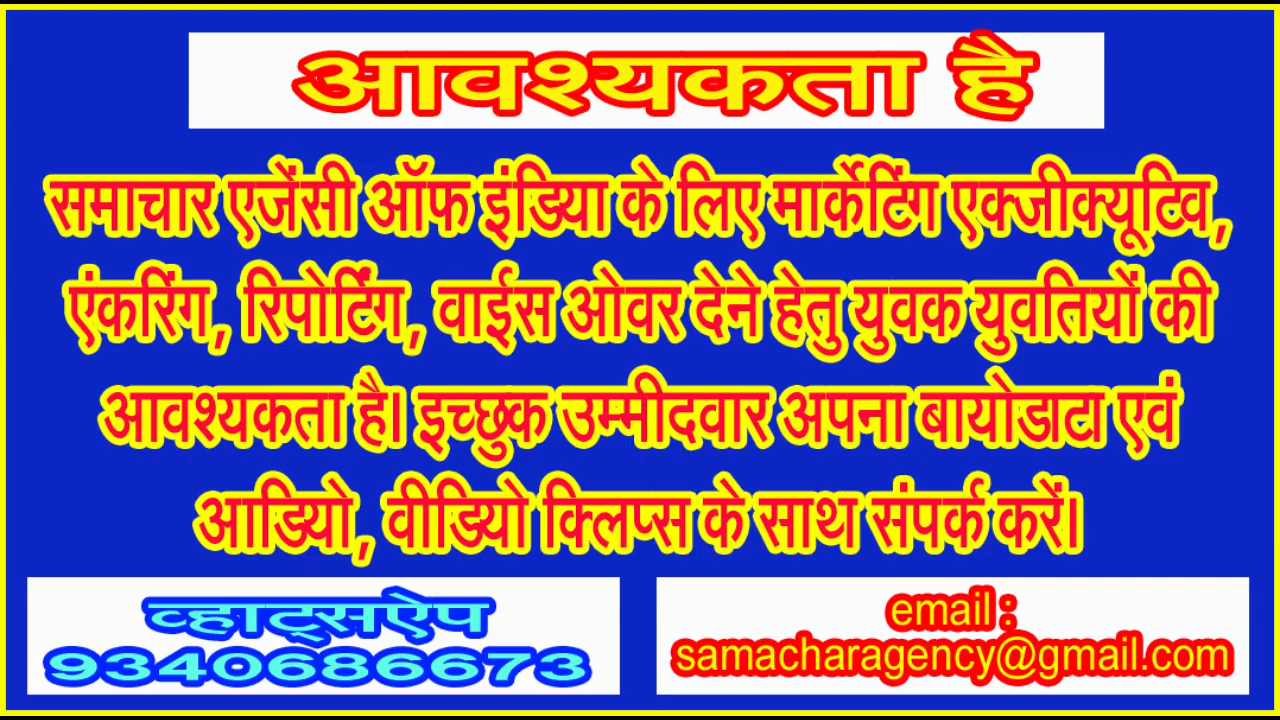 आवश्यकता है
समाचार एजेंसी ऑफ इंडिया के लिए मार्केटिंग एक्जीक्यूटिव,
एंकरिंग, रिपोर्टिंग, वाईस ओवर देने हेतु युवक युवतियों की
आवश्यकता है। इच्छुक उम्मीदवार अपना बायोडाटा एवं
आडियो, वीडियो क्लिप्स के साथ संपर्क करें।
व्हाट्सऐप
9340686673
email :
samacharagency@gmail.com